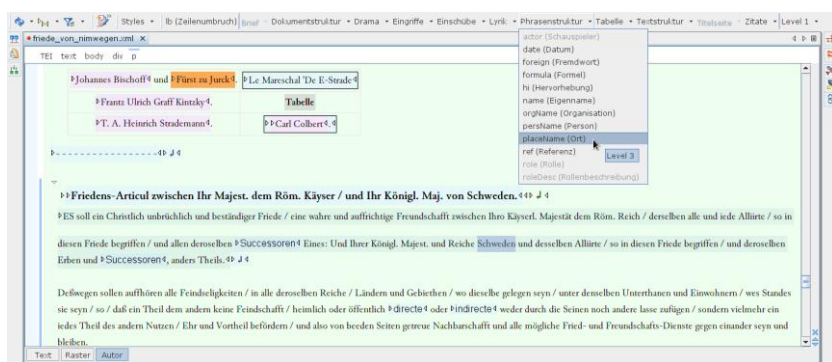 Styles lb (Zeilenumbruch) Brief Dokumentstruktur Drama Eingriffe Einschübe Lyrik Phrasenstruktur Tabelle Textstruktur Titelseite Zitate Level 1
friede_von_nimwegen.xml
TEI text body div p
actor (Schauspieler)
date (Datum)
foreign (Fremdwort)
formula (Formel)
hi (Hervorhebung)
name (Eigenname)
orgName (Organisation)
persName (Person)
placeName (Ort)
ref (Referenz)
Level 3
role (Rolle)
roleDesc (Rollenbeschreibung)
Johannes Bischoff und Fürst zu Jurck. Le Mareschal 'De E-Strade
Frantz Ulrich Graff Kintzky. Tabelle
T. A. Heinrich Strademann. Carl Colbert.
Friedens-Articul zwischen Ihr Majest. dem Röm. Käyser / und Ihr Königl. Maj. von Schweden.
ES soll ein Christlich unbrüchlich und beständiger Friede / eine wahre und auffrichtige Freundschafft zwischen Ihro Käyserl. Majestät dem Röm. Reich / derselben alle und iede Alliirte / so in
diesen Friede begriffen / und allen deroselben Successoren Eines: Und Ihrer Königl. Majest. und Reiche Schweden und desselben Alliirte / so in diesen Friede begriffen / und deroselben
Erben und Successoren, anders Theils.
Deßwegen sollen auffhören alle Feindseligkeiten / in alle deroselben Reiche / Ländern und Gebiethen / wo dieselbe gelegen seyn / unter denselben Unterthanen und Einwohnern / wes Standes
sie seyn / so / daß ein Theil dem andern keine Feindschafft / heimlich oder öffentlich directe oder indirecte weder durch die Seinen noch andere lasse zufügen / sondern vielmehr ein
iedes Theil des andern Nutzen / Ehr und Vortheil befördern / und also von beeden Seiten getreue Nachbarschafft und alle mögliche Fried- und Freundschafts-Dienste gegen einander seyn und
bleiben.
Text Raster Autor